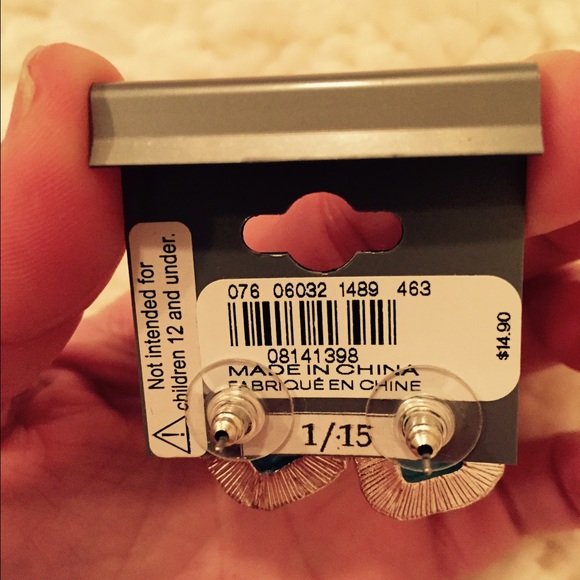 Not intended for
children 12 and under.
076 06032 1489 463
08141398
MADE IN CHINA
FABRIQUÉ EN CHINE
$14.90
1/15